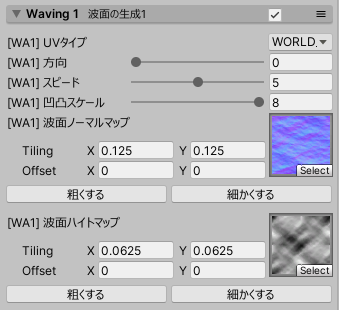 Waving 1 波面の生成1
[WA1] UVタイプ WORLD_
[WA1] 方向 0
[WA1] スピード 5
[WA1] 凹凸スケール 8
[WA1] 波面ノーマルマップ
Tiling X 0.125 Y 0.125
Offset X 0 Y 0
Select
粗くする 細かくする
[WA1] 波面ハイトマップ
Tiling X 0.0625 Y 0.0625
Offset X 0 Y 0
Select
粗くする 細かくする